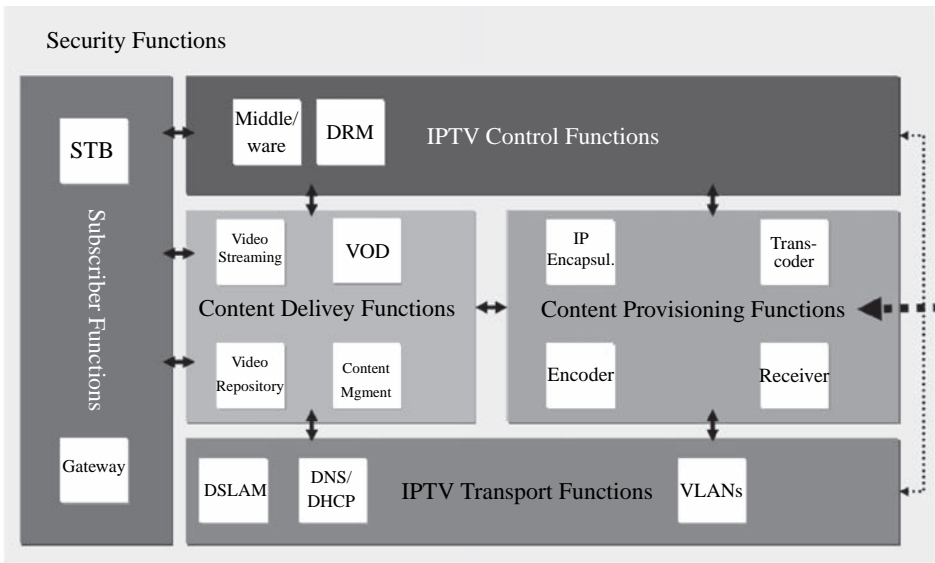 Security Functions
STB
Subscriber Functions
Gateway
Middle/
ware
DRM
IPTV Control Functions
Video
Streaming
VOD
Content Delivey Functions
Video
Repository
Content
Mgment
IP
Encapsul.
Trans-
coder
Content Provisioning Functions
Encoder
Receiver
DSLAM
DNS/
DHCP
IPTV Transport Functions
VLANs